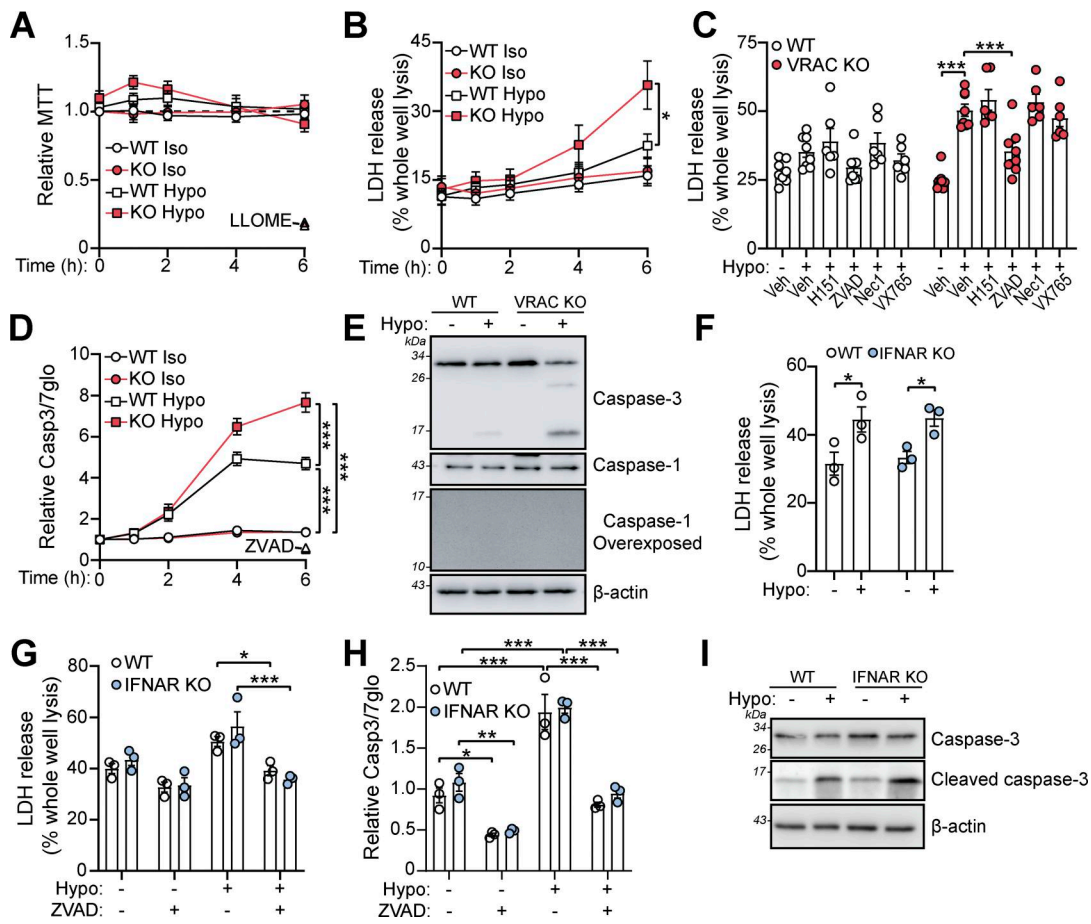 A
Relative MTT
1.5
1.0
0.5
0
WT Iso
KO Iso
WT Hypo
KO Hypo
LLOME
Time (h): 0 2 4 6
B
LDH release
(% whole well lysis)
45
30
15
0
WT Iso
KO Iso
WT Hypo
KO Hypo
*
Time (h): 0 2 4 6
C
LDH release
(% whole well lysis)
75
50
25
0
WT
VRAC KO
*** ***
Hypo: - + + + + + - + + + + +
Veh Veh H151 ZVAD Nec1 VX765 Veh Veh H151 ZVAD Nec1 VX765
D
Relative Casp3/7glo
10
8
6
4
2
0
WT Iso
KO Iso
WT Hypo
KO Hypo
*** *** ***
ZVAD
Time (h): 0 2 4 6
E
WT VRAC KO
Hypo: - + - +
kDa
34
26
17
Caspase-3
43
Caspase-1
17
10
Caspase-1
Overexposed
43
β-actin
F
LDH release
(% whole well lysis)
60
40
20
0
WT IFNAR KO
* *
Hypo: - + - +
G
LDH release
(% whole well lysis)
80
60
40
20
0
WT
IFNAR KO
*
***
Hypo: - - + +
ZVAD: - + - +
H
Relative Casp3/7glo
2.5
2.0
1.5
1.0
0.5
0
WT
IFNAR KO
*** ***
*** ***
**
*
Hypo: - - + +
ZVAD: - + - +
I
WT IFNAR KO
Hypo: - + - +
kDa
34
26
Caspase-3
17
Cleaved caspase-3
43
β-actin